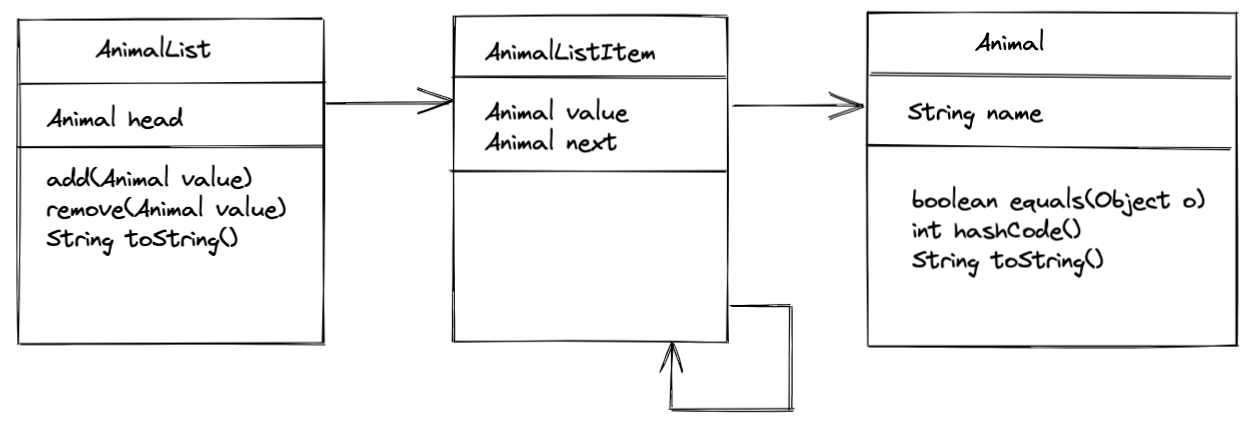 AnimalList
Animal head
add(Animal value)
remove(Animal value)
String toString()
AnimalListItem
Animal value
Animal next
Animal
String name
boolean equals(Object o)
int hashCode()
String toString()